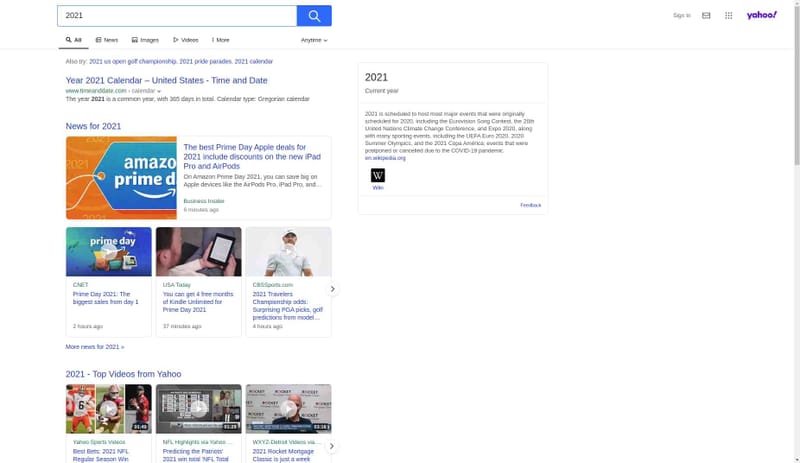 2021
Sign in
yahoo!
All
News
Images
Videos
More
Anytime
Also try: 2021 us open golf championship, 2021 pride parades, 2021 calendar
Year 2021 Calendar – United States - Time and Date
www.timeanddate.com › calendar
The year 2021 is a common year, with 365 days in total. Calendar type: Gregorian calendar
News for 2021
amazon
prime d
The best Prime Day Apple deals for
2021 include discounts on the new iPad
Pro and AirPods
On Amazon Prime Day 2021, you can save big on
Apple devices like the AirPods Pro, iPad Pro, and…
Business Insider
prime day
CNET
Prime Day 2021: The
biggest sales from day 1
2 hours ago
USA Today
You can get 4 free months
of Kindle Unlimited for
Prime Day 2021
37 minutes ago
CBSSports.com
2021 Travelers
Championship odds:
Surprising PGA picks, golf
predictions from model…
4 hours ago
More news for 2021 »
2021 - Top Videos from Yahoo
Yahoo Sports Videos
Best Bets: 2021 NFL
Regular Season Win
NFL Highlights via Yahoo …
Predicting the Patriots'
2021 win total 'NFL Total
WXYZ-Detroit Videos via…
2021 Rocket Mortgage
Classic is just a week
2021
Current year
2021 is scheduled to host most major events that were originally
scheduled for 2020, including the Eurovision Song Contest, the 26th
United Nations Climate Change Conference, and Expo 2020, along
with many sporting events, including the UEFA Euro 2020, 2020
Summer Olympics, and the 2021 Copa América; events that were
postponed or canceled due to the COVID-19 pandemic.
en.wikipedia.org
W
Wiki
Feedback